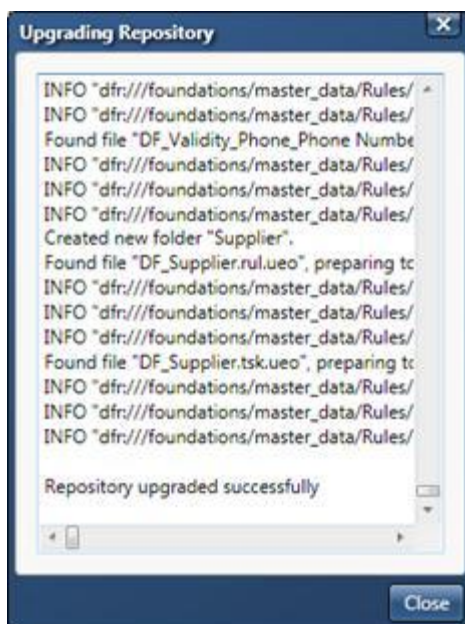 Upgrading Repository
INFO "dfr:///foundations/master_data/Rules/
INFO "dfr:///foundations/master_data/Rules/
Found file "DF_Validity_Phone_Phone Numbe
INFO "dfr:///foundations/master_data/Rules/
INFO "dfr:///foundations/master_data/Rules/
INFO "dfr:///foundations/master_data/Rules/
Created new folder "Supplier".
Found file "DF_Supplier.rul.ueo", preparing to
INFO "dfr:///foundations/master_data/Rules/
INFO "dfr:///foundations/master_data/Rules/
INFO "dfr:///foundations/master_data/Rules/
Found file "DF_Supplier.tsk.ueo", preparing to
INFO "dfr:///foundations/master_data/Rules/
INFO "dfr:///foundations/master_data/Rules/
INFO "dfr:///foundations/master_data/Rules/
Repository upgraded successfully
Close